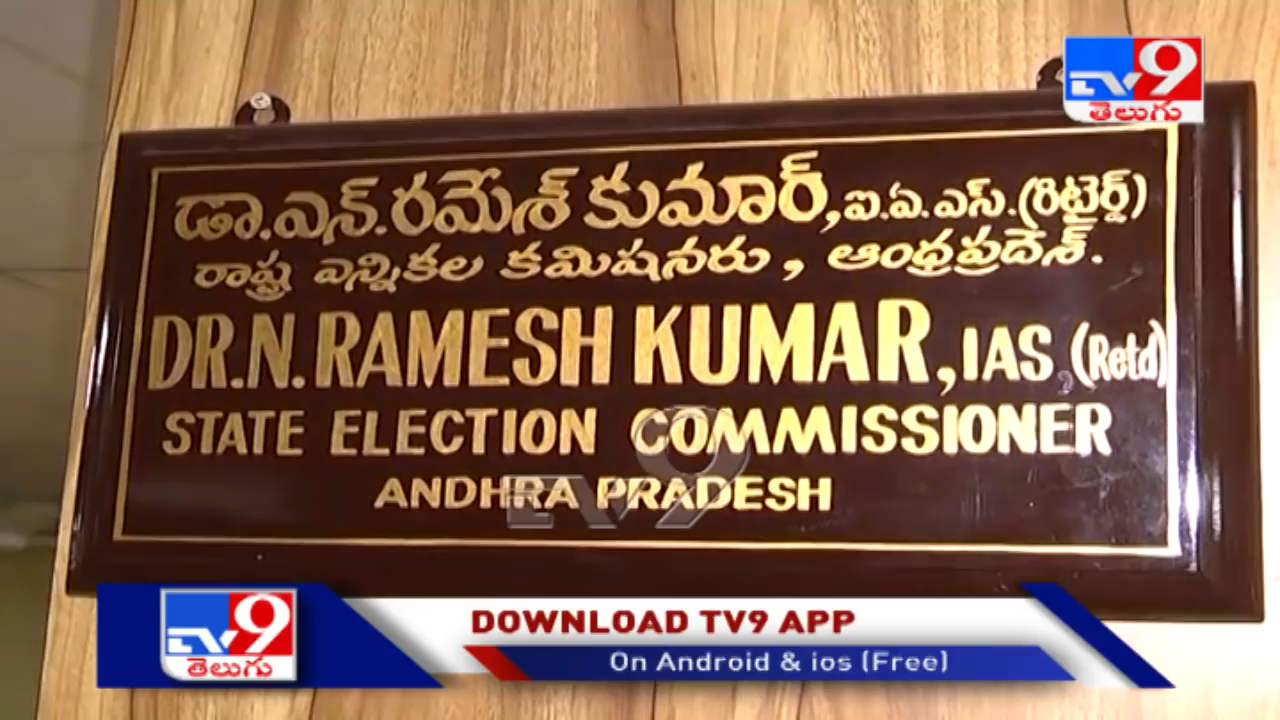 TV9
తెలుగు
డా.ఎన్.రమేశ్ కుమార్,ఐ.ఏ.ఎస్.(రిటైర్డ్)
రాష్ట్ర ఎన్నికల కమిషనరు, ఆంధ్రప్రదేశ్.
DR.N.RAMESH KUMAR,IAS,(Retd)
STATE ELECTION COMMISSIONER
ANDHRA PRADESH
TV9
TV9
తెలుగు
DOWNLOAD TV9 APP
On Android & ios (Free)